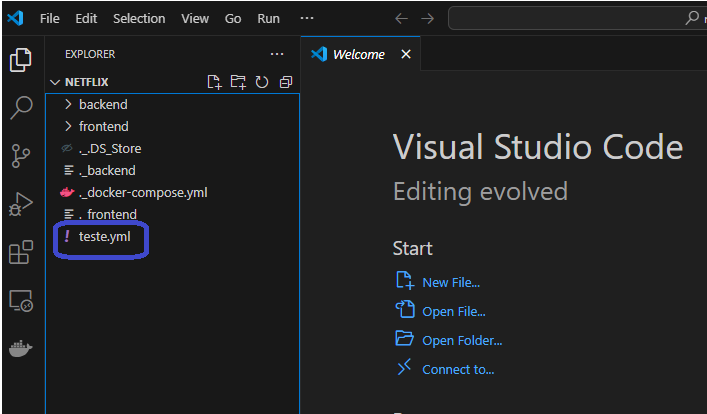 File Edit Selection View Go Run ...
EXPLORER ...
Welcome
NETFLIX
backend
frontend
._.DS_Store
._backend
._docker-compose.yml
._frontend
! teste.yml
Visual Studio Code
Editing evolved
Start
New File...
Open File...
Open Folder...
Connect to...